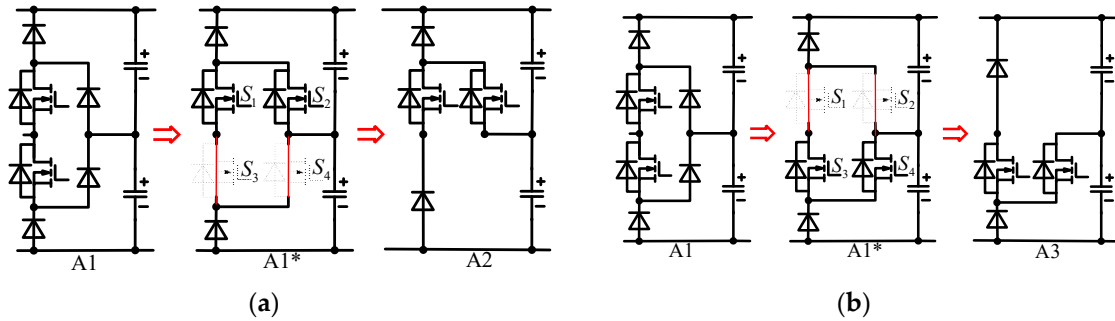 +
−
+
−
A1
⇒
S1
S2
S3
S4
+
−
+
−
A1*
⇒
+
−
+
−
A2
(a)
+
−
+
−
A1
⇒
S1
S2
S3
S4
+
−
+
−
A1*
⇒
+
−
+
−
A3
(b)